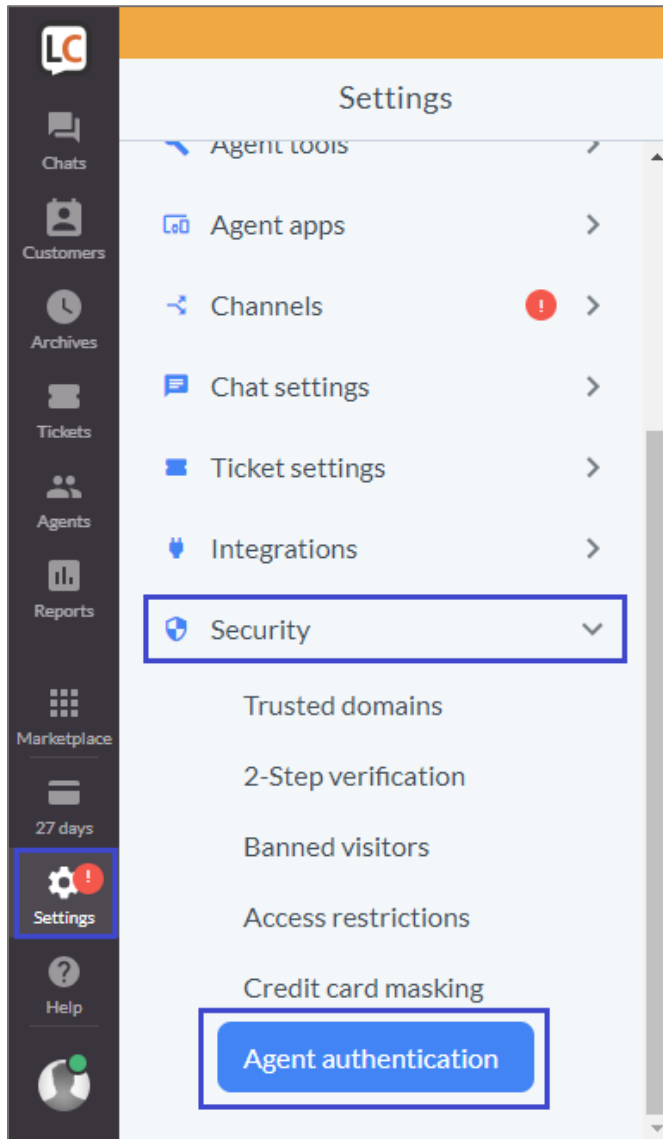 LC
Chats
Customers
Archives
Tickets
Agents
Reports
Marketplace
27 days
!
Settings
Help
Settings
Agent tools
Agent apps
Channels !
Chat settings
Ticket settings
Integrations
Security
Trusted domains
2-Step verification
Banned visitors
Access restrictions
Credit card masking
Agent authentication